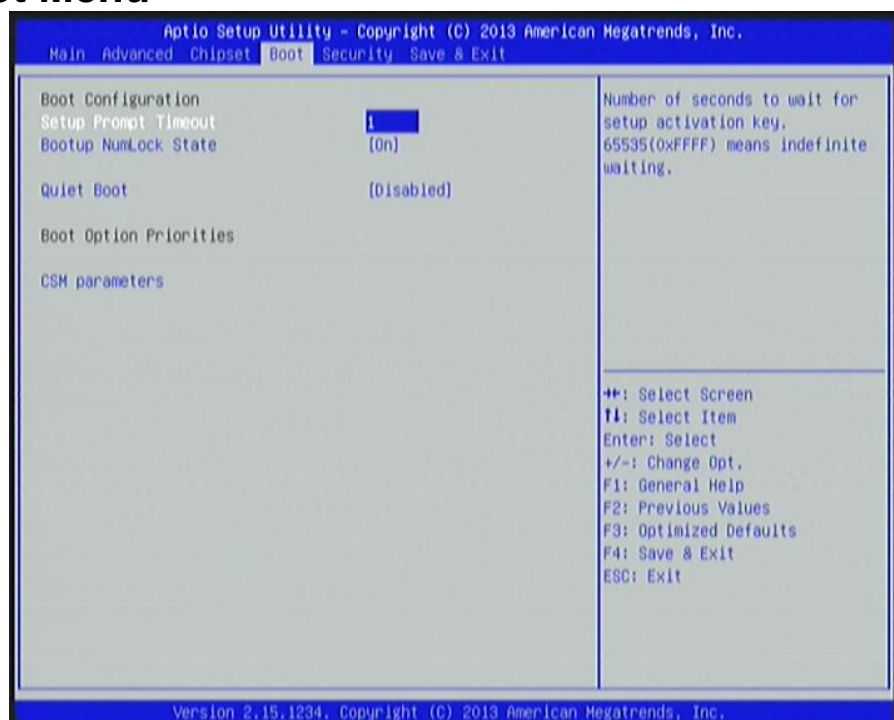 Aptio Setup Utility - Copyright (C) 2013 American Megatrends, Inc.
Main Advanced Chipset Boot Security Save & Exit
Boot Configuration
Setup Prompt Timeout 1
Bootup NumLock State [On]
Quiet Boot [Disabled]
Boot Option Priorities
CSM parameters
Number of seconds to wait for
setup activation key.
65535(0xFFFF) means indefinite
waiting.
→←: Select Screen
↑↓: Select Item
Enter: Select
+/-: Change Opt.
F1: General Help
F2: Previous Values
F3: Optimized Defaults
F4: Save & Exit
ESC: Exit
Version 2.15.1234. Copyright (C) 2013 American Megatrends, Inc.